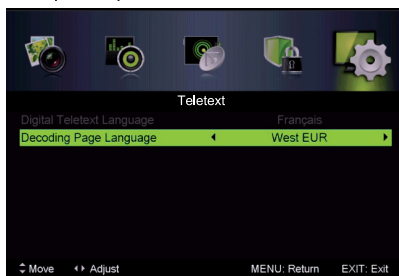 Teletext
Digital Teletext Language Français
Decoding Page Language West EUR
Move Adjust MENU: Return EXIT: Exit